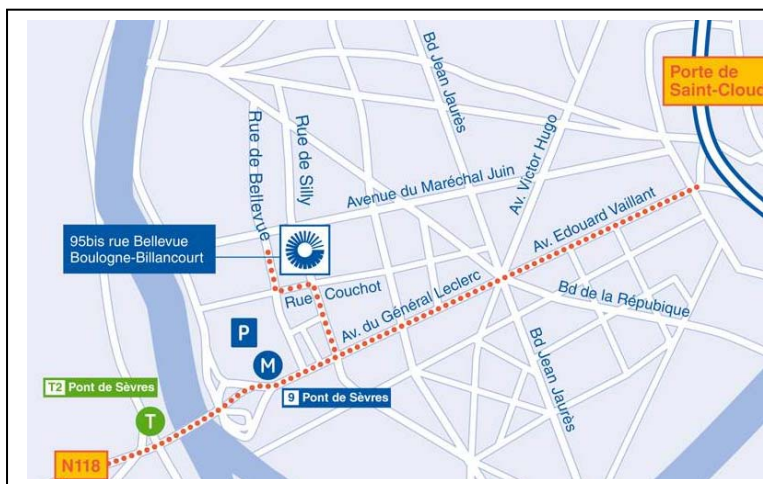 Porte de
Saint-Cloud
Bd Jean Jaurès
Av. Victor Hugo
Rue de Bellevue
Rue de Silly
Avenue du Maréchal Juin
Av. Edouard Vaillant
95bis rue Bellevue
Boulogne-Billancourt
Rue Couchot
Av. du Général Leclerc
Bd de la Répubique
P
M
Bd Jean Jaurès
T2 Pont de Sèvres
9 Pont de Sèvres
T
N118